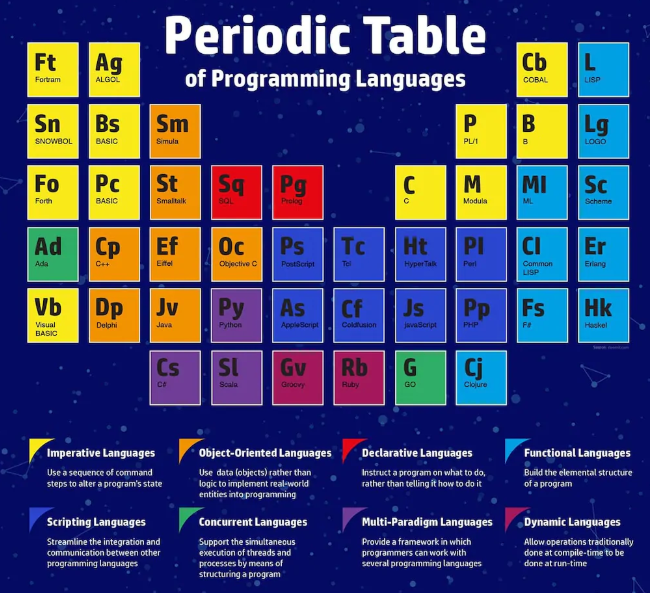 Periodic Table
of Programming Languages
Ft
Fortram
Ag
ALGOL
Cb
COBAL
L
LISP
Sn
SNOWBOL
Bs
BASIC
Sm
Simula
P
PL/I
B
B
Lg
LOGO
Fo
Forth
Pc
BASIC
St
Smalltalk
Sq
SQL
Pg
Prolog
C
C
M
Modula
Ml
ML
Sc
Scheme
Ad
Ada
Cp
C++
Ef
Eiffel
Oc
Objective C
Ps
PostScript
Tc
Tcl
Ht
HyperTalk
Pl
Perl
Cl
Common
LISP
Er
Erlang
Vb
Visual
BASIC
Dp
Delphi
Jv
Java
Py
Python
As
AppleScript
Cf
Coldfusion
Js
javaScript
Pp
PHP
Fs
F#
Hk
Haskel
Cs
C#
Sl
Scala
Gv
Groovy
Rb
Ruby
G
GO
Cj
Clojure
Imperative Languages
Use a sequence of command
steps to alter a program's state
Object-Oriented Languages
Use data (objects) rather than
logic to implement real-world
entities into programming
Declarative Languages
Instruct a program on what to do,
rather than telling it how to do it
Functional Languages
Build the elemental structure
of a program
Scripting Languages
Streamline the integration and
communication between other
programming languages
Concurrent Languages
Support the simultaneous
execution of threads and
processes by means of
structuring a program
Multi-Paradigm Languages
Provide a framework in which
programmers can work with
several programming languages
Dynamic Languages
Allow operations traditionally
done at compile-time to be
done at run-time